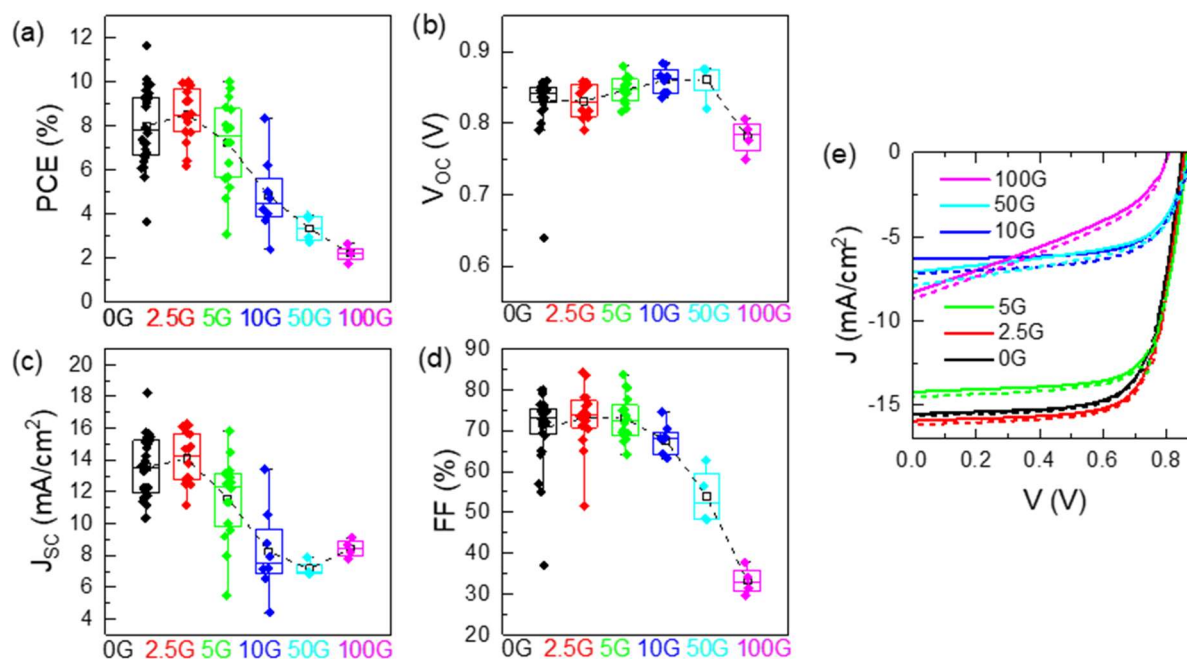 (a)
PCE (%)
12
10
8
6
4
2
0
0G 2.5G 5G 10G 50G 100G
(b)
V_OC (V)
0.9
0.8
0.7
0.6
0G 2.5G 5G 10G 50G 100G
(c)
J_SC (mA/cm²)
20
18
16
14
12
10
8
6
4
0G 2.5G 5G 10G 50G 100G
(d)
FF (%)
90
80
70
60
50
40
30
20
0G 2.5G 5G 10G 50G 100G
(e)
J (mA/cm²)
0
-5
-10
-15
100G
50G
10G
5G
2.5G
0G
0.0 0.2 0.4 0.6 0.8
V (V)